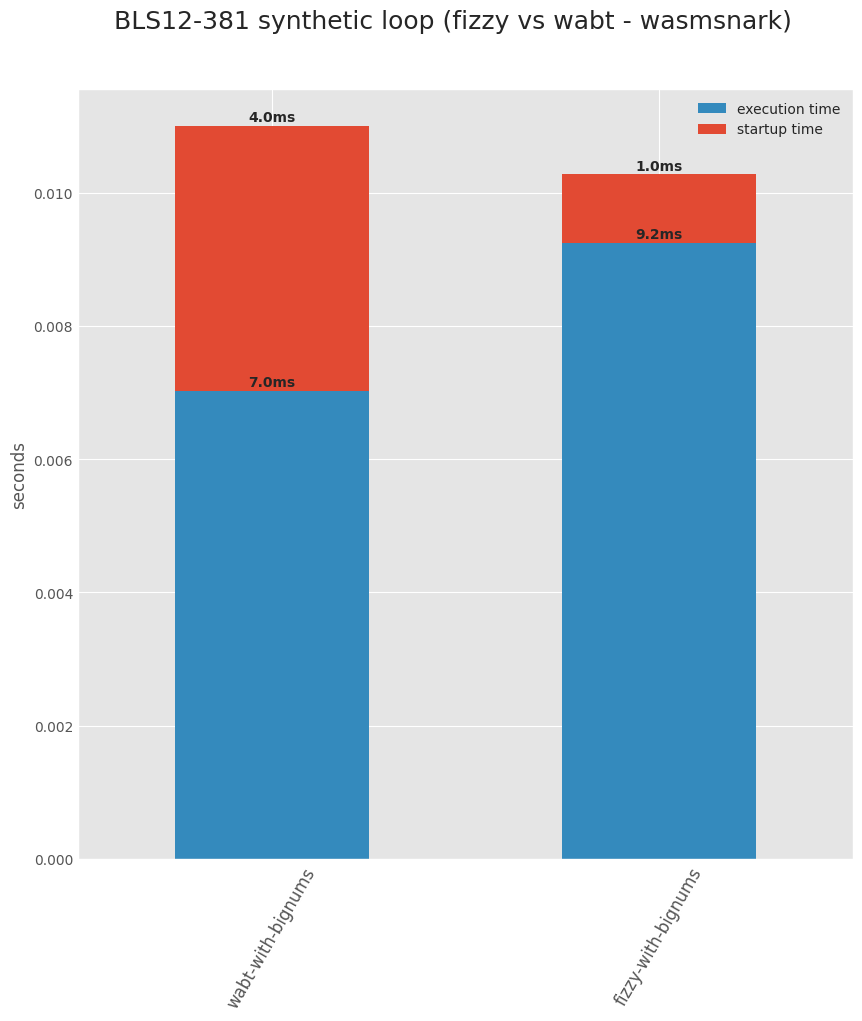 BLS12-381 synthetic loop (fizzy vs wabt - wasmsnark)
execution time
startup time
4.0ms
1.0ms
9.2ms
7.0ms
seconds
0.010
0.008
0.006
0.004
0.002
0.000
wabt-with-bignums
fizzy-with-bignums